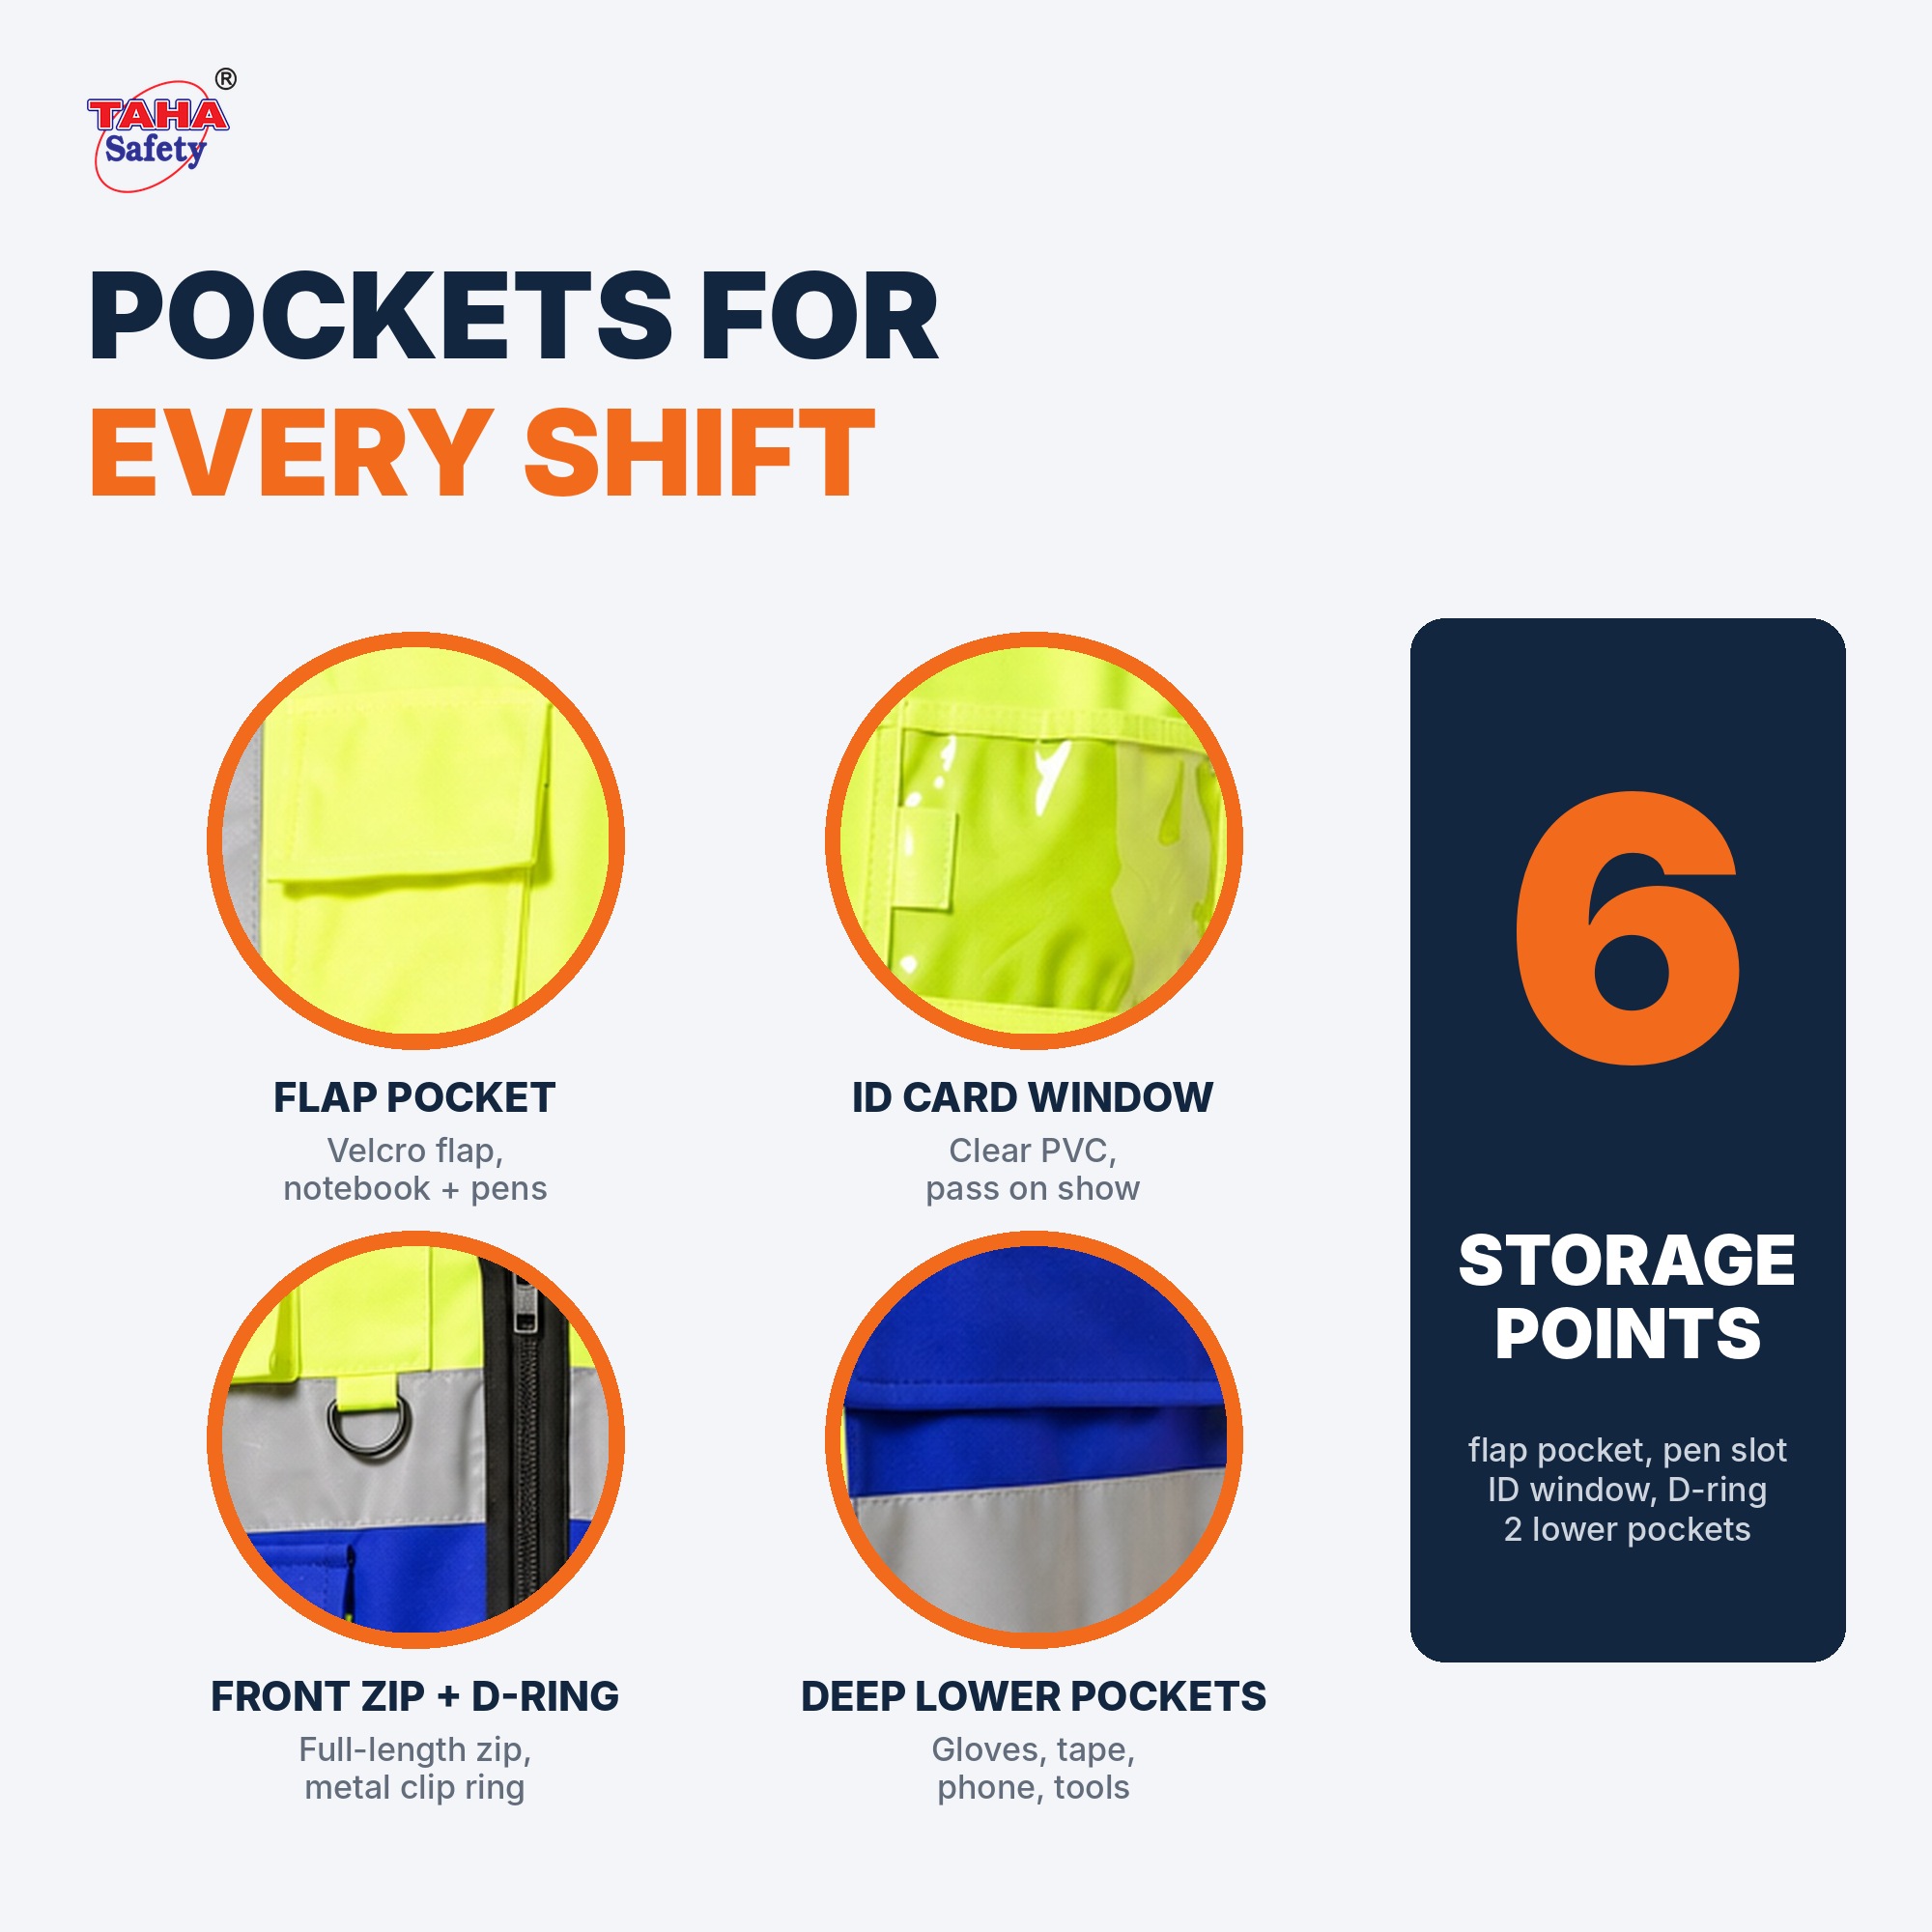 TAHA
Safety
®
POCKETS FOR
EVERY SHIFT
FLAP POCKET
Velcro flap,
notebook + pens
ID CARD WINDOW
Clear PVC,
pass on show
FRONT ZIP + D-RING
Full-length zip,
metal clip ring
DEEP LOWER POCKETS
Gloves, tape,
phone, tools
6
STORAGE
POINTS
flap pocket, pen slot
ID window, D-ring
2 lower pockets